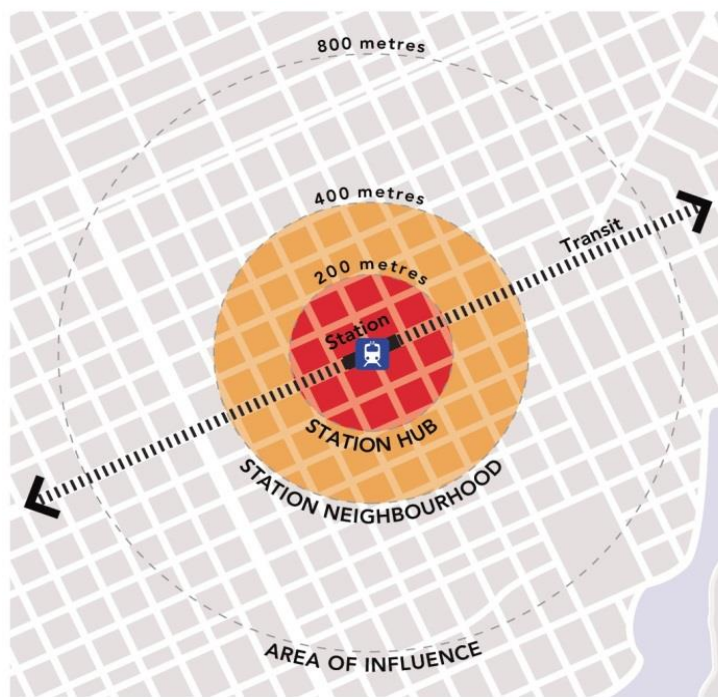 800 metres
400 metres
Transit
200 metres
Station
STATION HUB
STATION NEIGHBOURHOOD
AREA OF INFLUENCE